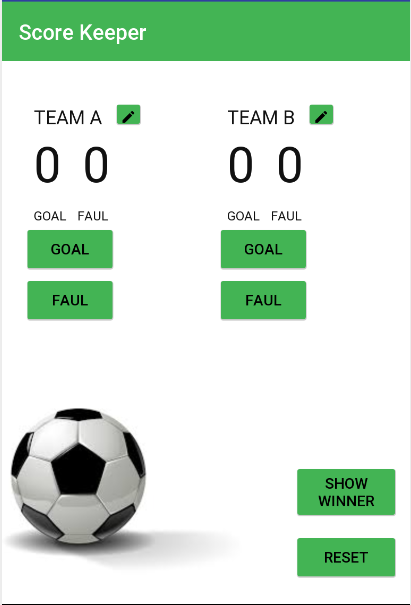 Score Keeper
TEAM A TEAM B
0 0 0 0
GOAL FAUL GOAL FAUL
GOAL GOAL
FAUL FAUL
SHOW
WINNER
RESET